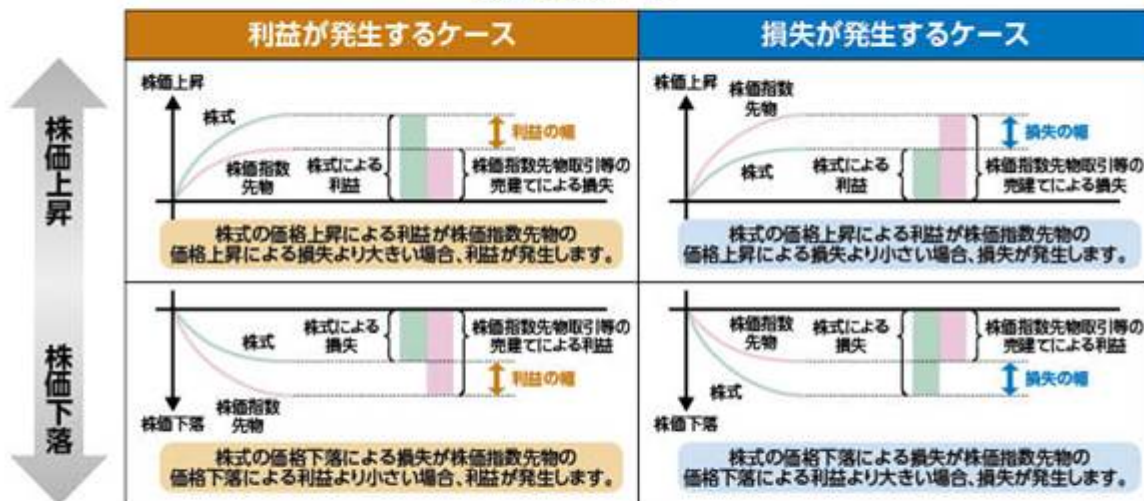 利益が発生するケース
損失が発生するケース
株価上昇
株価下落
株価上昇
株式
株価指数
先物
株式による
利益
利益の幅
株価指数先物取引等の
売建てによる損失
株式の価格上昇による利益が株価指数先物の
価格上昇による損失より大きい場合、利益が発生します。
株価上昇
株価指数
先物
株式
株式による
利益
損失の幅
株価指数先物取引等の
売建てによる損失
株式の価格上昇による利益が株価指数先物の
価格上昇による損失より小さい場合、損失が発生します。
株式
株価指数
先物
株価下落
株式による
損失
株価指数先物取引等の
売建てによる利益
利益の幅
株式の価格下落による損失が株価指数先物の
価格下落による利益より小さい場合、利益が発生します。
株価指数
先物
株式
株価下落
株式による
損失
株価指数先物取引等の
売建てによる利益
損失の幅
株式の価格下落による損失が株価指数先物の
価格下落による利益より大きい場合、損失が発生します。